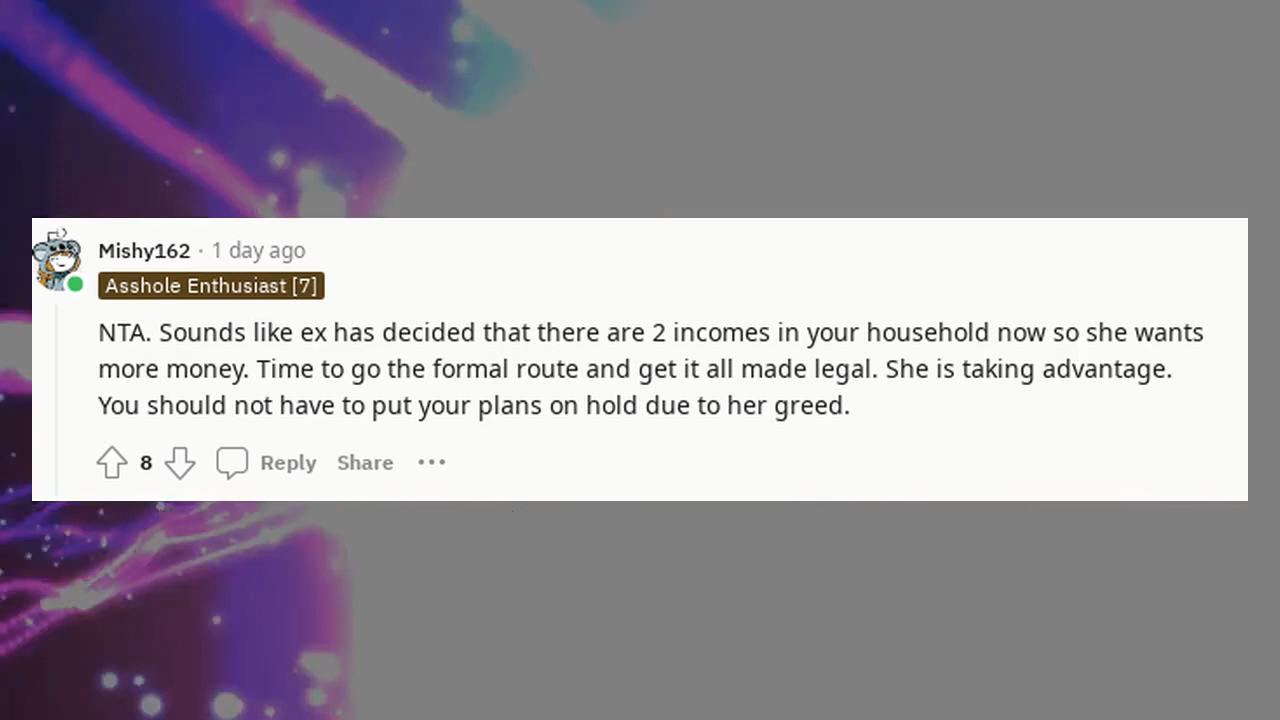 Mishy162 · 1 day ago
Asshole Enthusiast [7]
NTA. Sounds like ex has decided that there are 2 incomes in your household now so she wants
more money. Time to go the formal route and get it all made legal. She is taking advantage.
You should not have to put your plans on hold due to her greed.
8 Reply Share ···